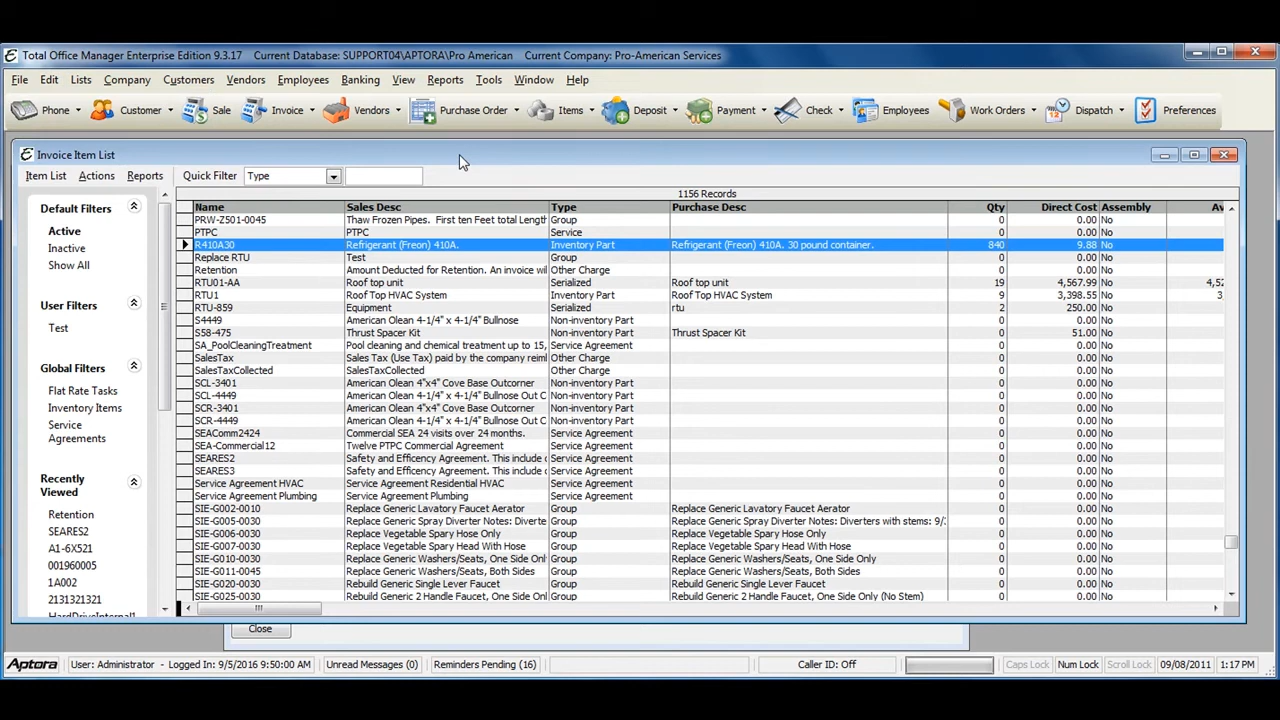 Total Office Manager Enterprise Edition 9.3.17 Current Database: SUPPORT04\APTORA\Pro American Current Company: Pro-American Services
File Edit Lists Company Customers Vendors Employees Banking View Reports Tools Window Help
Phone Customer Sale Invoice Vendors Purchase Order Items Deposit Payment Check Employees Work Orders Dispatch Preferences
Invoice Item List
Item List Actions Reports Quick Filter Type
1156 Records
Default Filters
Active
Inactive
Show All
User Filters
Test
Global Filters
Flat Rate Tasks
Inventory Items
Service
Agreements
Recently
Viewed
Retention
SEARES2
A1-6X521
001960005
1A002
2131321321
HardDriveInternal1
Name Sales Desc Type Purchase Desc Qty Direct Cost Assembly Av
PRW-Z501-0045 Thaw Frozen Pipes. First ten Feet total Length Group 0 0.00 No
PTPC PTPC Service 0 0.00 No
R410A30 Refrigerant (Freon) 410A. Inventory Part Refrigerant (Freon) 410A. 30 pound container. 840 9.88 No
Replace RTU Test Group 0 0.00 No
Retention Amount Deducted for Retention. An invoice wil Other Charge 0 0.00 No
RTU01-AA Roof top unit Serialized Roof top unit 19 4,567.99 No 4,52
RTU1 Roof Top HVAC System Inventory Part Roof Top HVAC System 9 3,398.55 No 3,
RTU-859 Equipment Serialized rtu 2 250.00 No
S4449 American Olean 4-1/4" x 4-1/4" Bullnose Non-inventory Part 0 0.00 No
S58-475 Thrust Spacer Kit Non-inventory Part Thrust Spacer Kit 0 51.00 No
SA_PoolCleaningTreatment Pool cleaning and chemical treatment up to 15, Service Agreement 0 0.00 No
SalesTax Sales Tax (Use Tax) paid by the company reim Other Charge 0 0.00 No
SalesTaxCollected SalesTaxCollected Other Charge 0 0.00 No
SCL-3401 American Olean 4"x4" Cove Base Outcorner Non-inventory Part 0 0.00 No
SCL-4449 American Olean 4-1/4" x 4-1/4" Bullnose Out C Non-inventory Part 0 0.00 No
SCR-3401 American Olean 4"x4" Cove Base Outcorner Non-inventory Part 0 0.00 No
SCR-4449 American Olean 4-1/4" x 4-1/4" Bullnose Out C Non-inventory Part 0 0.00 No
SEAComm2424 Commercial SEA 24 visits over 24 months. Service Agreement 0 0.00 No
SEA-Commercial12 Twelve PTPC Commercial Agreement Service Agreement 0 0.00 No
SEARES2 Safety and Efficency Agreement. This include Service Agreement 0 0.00 No
SEARES3 Safety and Efficency Agreement. This include Service Agreement 0 0.00 No
Service Agreement HVAC Service Agreement Residential HVAC Service Agreement 0 0.00 No
Service Agreement Plumbing Service Agreement Plumbing Service Agreement 0 0.00 No
SIE-G002-0010 Replace Generic Lavatory Faucet Aerator Group Replace Generic Lavatory Faucet Aerator 0 0.00 No
SIE-G005-0030 Replace Generic Spray Diverter Notes: Diverte Group Replace Generic Spray Diverter Notes: Diverters with stems: 9/ 0 0.00 No
SIE-G006-0030 Replace Vegetable Spary Hose Only Group Replace Vegetable Spary Hose Only 0 0.00 No
SIE-G007-0030 Replace Vegetable Spary Head With Hose Group Replace Vegetable Spary Head With Hose 0 0.00 No
SIE-G010-0030 Replace Generic Washers/Seats, One Side Onl Group Replace Generic Washers/Seats, One Side Only 0 0.00 No
SIE-G011-0045 Replace Generic Washers/Seats, Both Sides Group Replace Generic Washers/Seats, Both Sides 0 0.00 No
SIE-G020-0030 Rebuild Generic Single Lever Faucet Group Rebuild Generic Single Lever Faucet 0 0.00 No
SIE-G025-0030 Rebuild Generic 2 Handle Faucet, One Side Onl Group Rebuild Generic 2 Handle Faucet, One Side Only (No Stem) 0 0.00 No
Close
Aptora User: Administrator - Logged In: 9/5/2016 9:50:00 AM Unread Messages (0) Reminders Pending (16) Caller ID: Off Caps Lock Num Lock Scroll Lock 09/08/2011 1:17 PM